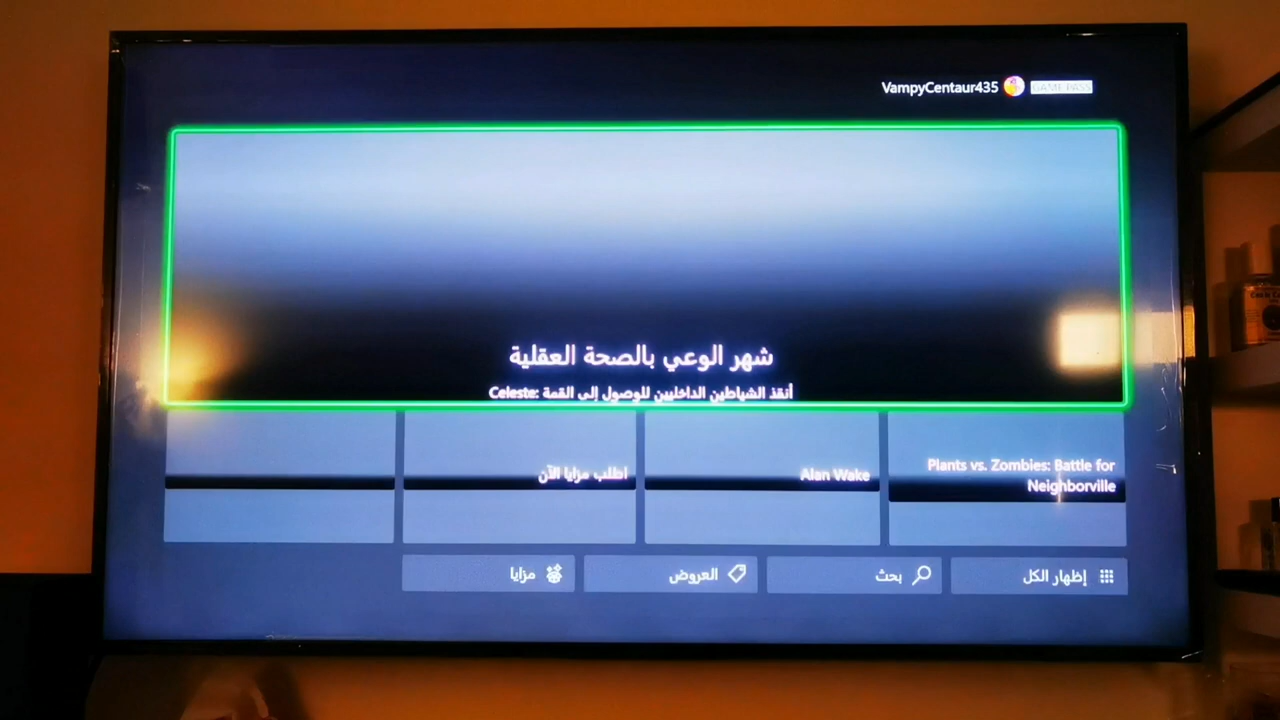 VampyCentaur435
GAME PASS
شهر الوعي بالصحة العقلية
Celeste: أنقذ الشياطين الداخليين للوصول إلى القمة
Plants vs. Zombies: Battle for
Neighborville
Alan Wake
اطلب مزايا الآن
إظهار الكل
بحث
العروض
مزايا